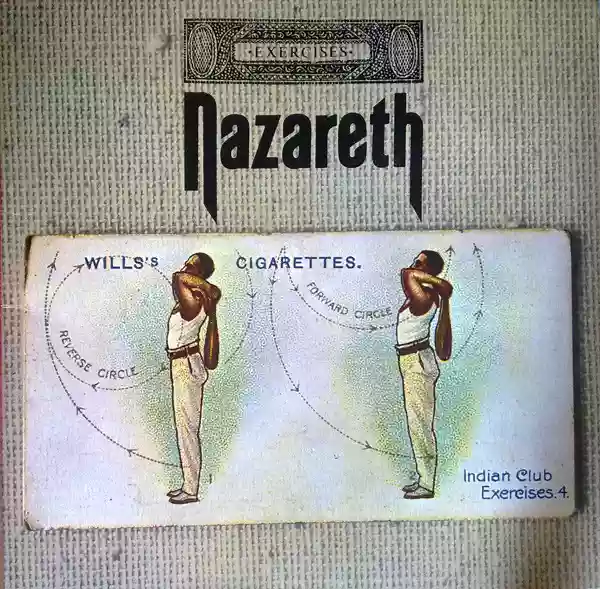 ·EXERCISES·
Nazareth
WILLS's CIGARETTES.
REVERSE CIRCLE
FORWARD CIRCLE
Indian Club
Exercises.4.